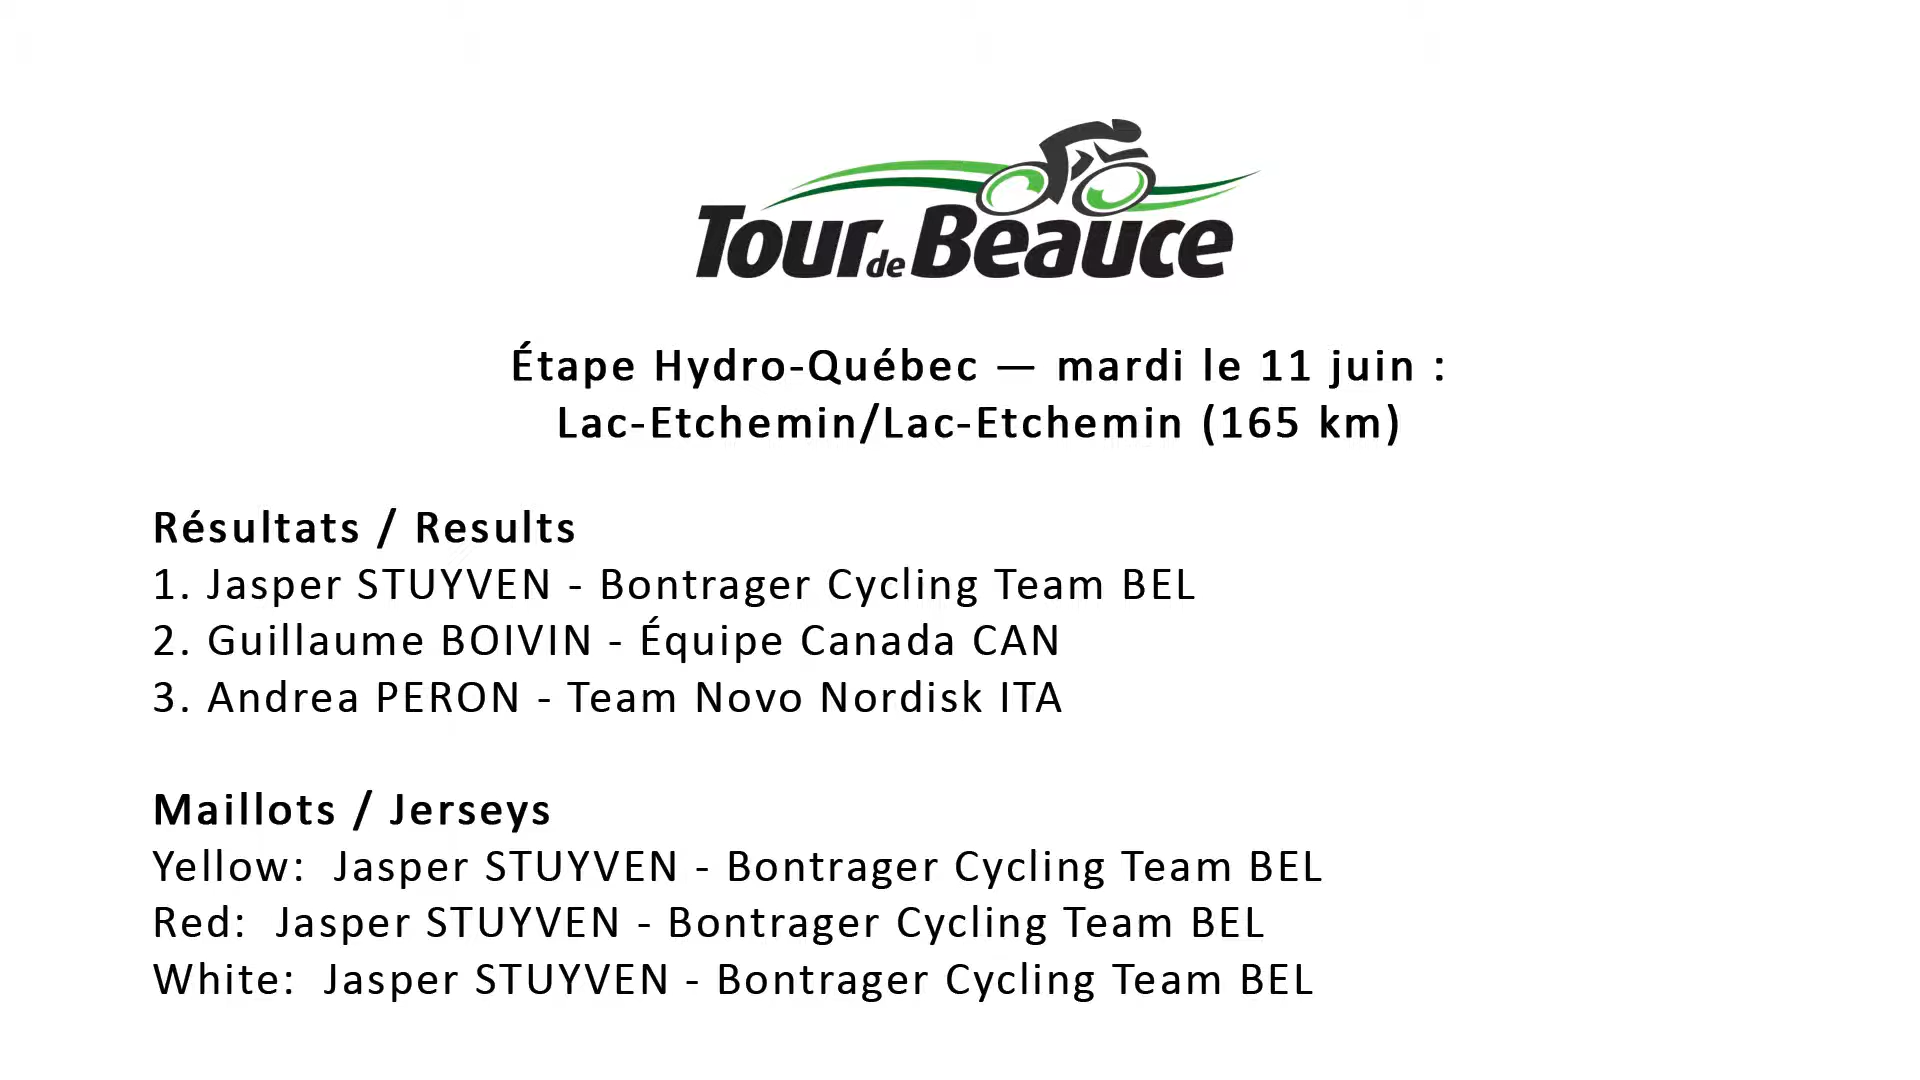 Tour de Beauce
Étape Hydro-Québec — mardi le 11 juin :
Lac-Etchemin/Lac-Etchemin (165 km)
Résultats / Results
1. Jasper STUYVEN - Bontrager Cycling Team BEL
2. Guillaume BOIVIN - Équipe Canada CAN
3. Andrea PERON - Team Novo Nordisk ITA
Maillots / Jerseys
Yellow:  Jasper STUYVEN - Bontrager Cycling Team BEL
Red:  Jasper STUYVEN - Bontrager Cycling Team BEL
White:  Jasper STUYVEN - Bontrager Cycling Team BEL